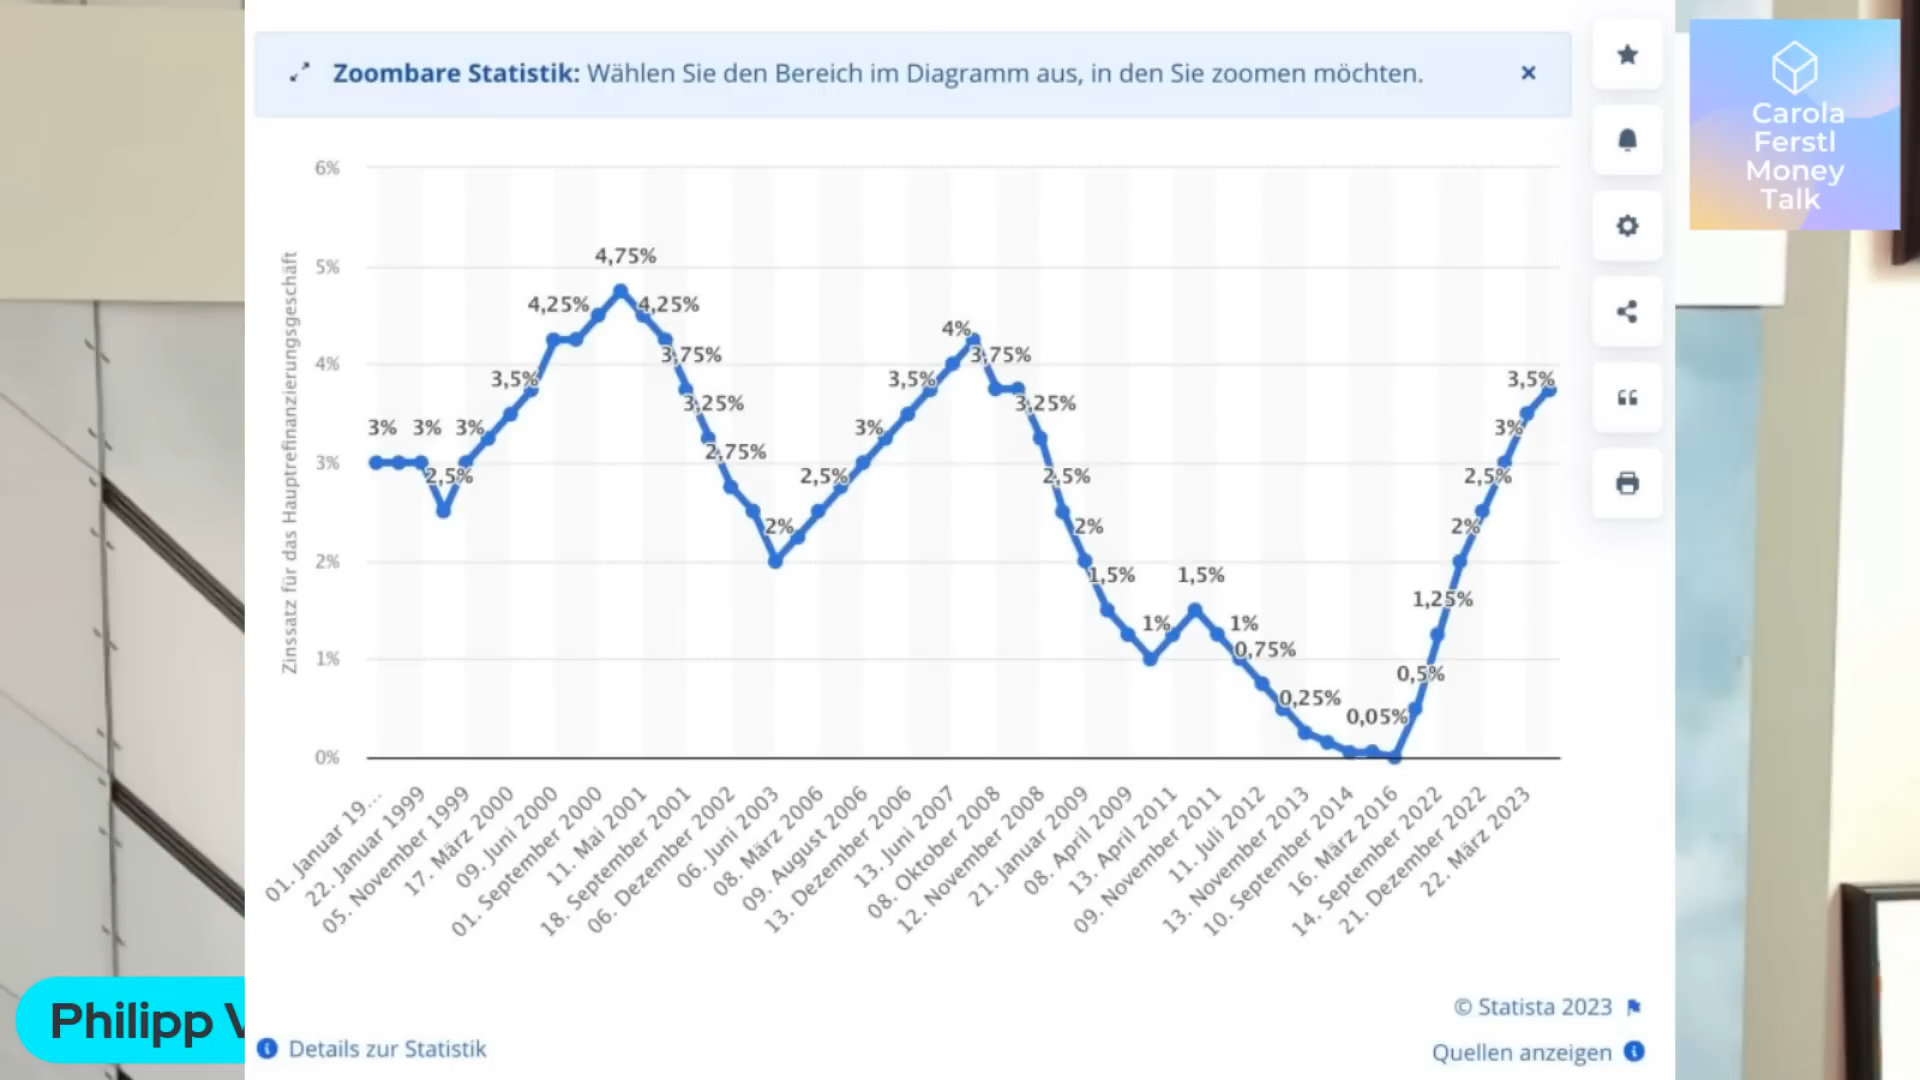 Zoombare Statistik: Wählen Sie den Bereich im Diagramm aus, in den Sie zoomen möchten.
Carola
Ferstl
Money
Talk
Zinssatz für das Hauptrefinanzierungsgeschäft
6%
5%
4%
3%
2%
1%
0%
3%
3%
2,5%
3%
3,5%
4,25%
4,75%
4,25%
3,75%
3,25%
2,75%
2%
2,5%
3%
3,5%
4%
3,75%
3,25%
2,5%
2%
1,5%
1%
1,5%
1%
0,75%
0,25%
0,05%
0,5%
1,25%
2%
2,5%
3%
3,5%
01. Januar 19...
22. Januar 1999
05. November 1999
17. März 2000
09. Juni 2000
01. September 2000
11. Mai 2001
18. September 2001
06. Dezember 2002
06. Juni 2003
08. März 2006
09. August 2006
13. Dezember 2006
13. Juni 2007
08. Oktober 2008
12. November 2008
21. Januar 2009
08. April 2009
13. April 2011
09. November 2011
11. Juli 2012
13. November 2013
10. September 2014
16. März 2016
14. September 2022
21. Dezember 2022
22. März 2023
© Statista 2023
Details zur Statistik
Quellen anzeigen
Philipp V